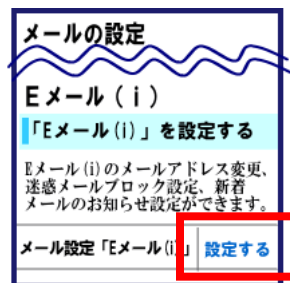 メールの設定
Eメール(i)
「Eメール(i)」を設定する
Eメール(i)のメールアドレス変更、
迷惑メールブロック設定、新着
メールのお知らせ設定ができます。
メール設定「Eメール(i)」 設定する